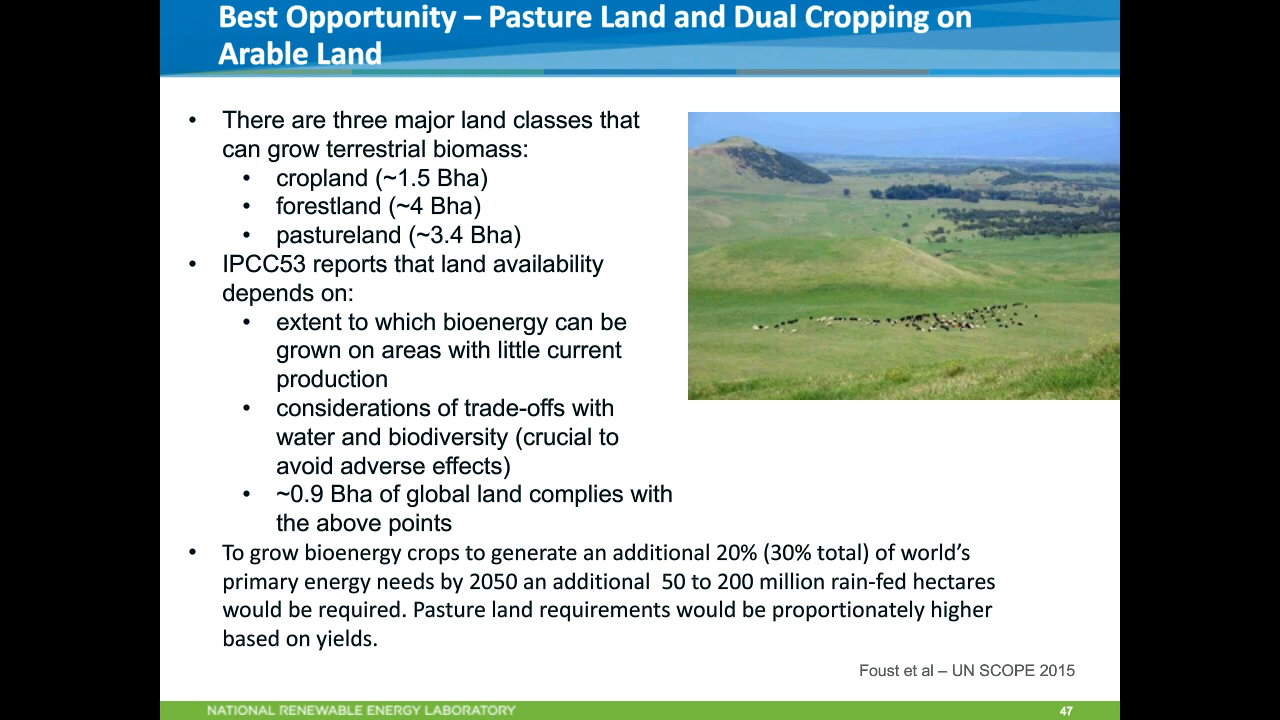 Best Opportunity – Pasture Land and Dual Cropping on
Arable Land
• There are three major land classes that
can grow terrestrial biomass:
• cropland (~1.5 Bha)
• forestland (~4 Bha)
• pastureland (~3.4 Bha)
• IPCC53 reports that land availability
depends on:
• extent to which bioenergy can be
grown on areas with little current
production
• considerations of trade-offs with
water and biodiversity (crucial to
avoid adverse effects)
• ~0.9 Bha of global land complies with
the above points
• To grow bioenergy crops to generate an additional 20% (30% total) of world’s
primary energy needs by 2050 an additional  50 to 200 million rain-fed hectares
would be required. Pasture land requirements would be proportionately higher
based on yields.
Foust et al – UN SCOPE 2015
NATIONAL RENEWABLE ENERGY LABORATORY
47